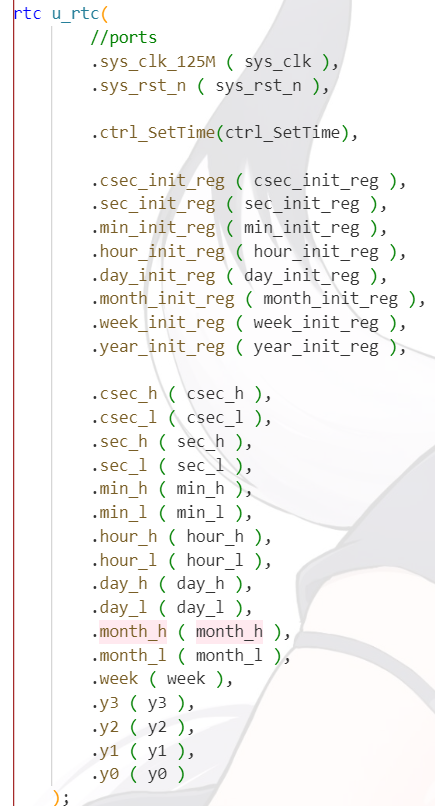 rtc u_rtc(
//ports
.sys_clk_125M ( sys_clk ),
.sys_rst_n ( sys_rst_n ),
.ctrl_SetTime(ctrl_SetTime),
.csec_init_reg ( csec_init_reg ),
.sec_init_reg ( sec_init_reg ),
.min_init_reg ( min_init_reg ),
.hour_init_reg ( hour_init_reg ),
.day_init_reg ( day_init_reg ),
.month_init_reg ( month_init_reg ),
.week_init_reg ( week_init_reg ),
.year_init_reg ( year_init_reg ),
.csec_h ( csec_h ),
.csec_l ( csec_l ),
.sec_h ( sec_h ),
.sec_l ( sec_l ),
.min_h ( min_h ),
.min_l ( min_l ),
.hour_h ( hour_h ),
.hour_l ( hour_l ),
.day_h ( day_h ),
.day_l ( day_l ),
.month_h ( month_h ),
.month_l ( month_l ),
.week ( week ),
.y3 ( y3 ),
.y2 ( y2 ),
.y1 ( y1 ),
.y0 ( y0 )
);